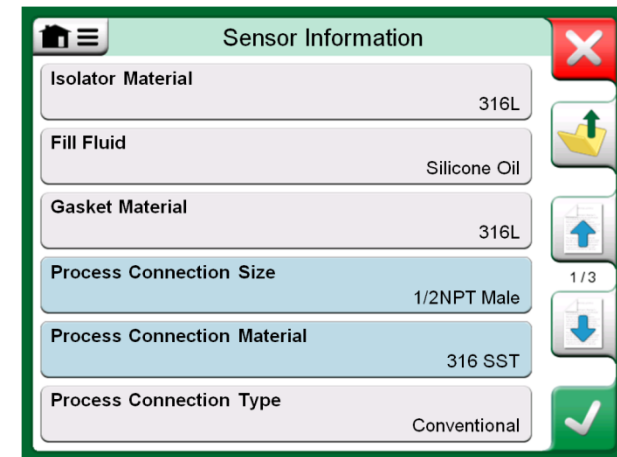 Sensor Information
Isolator Material
316L
Fill Fluid
Silicone Oil
Gasket Material
316L
Process Connection Size
1/2NPT Male
1/3
Process Connection Material
316 SST
Process Connection Type
Conventional